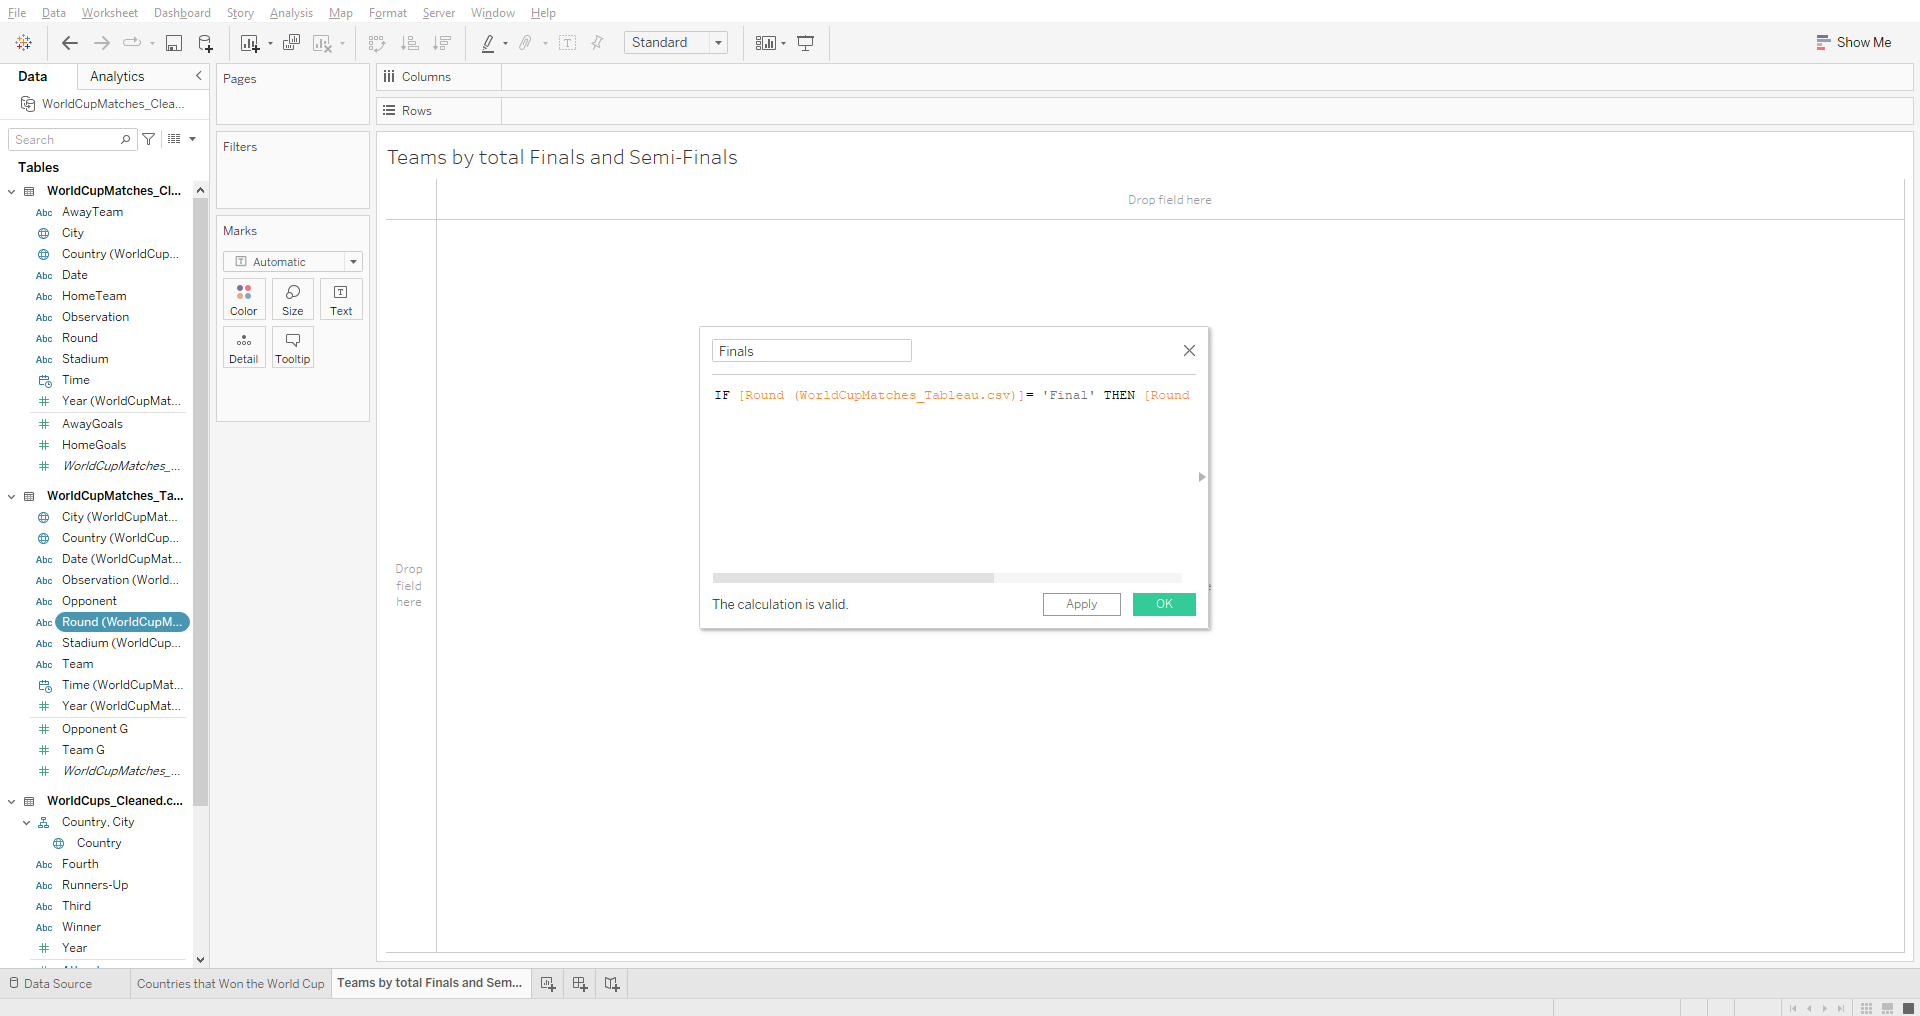 File Data Worksheet Dashboard Story Analysis Map Format Server Window Help
Standard
Show Me
Data Analytics
WorldCupMatches_Clea...
Search
Tables
WorldCupMatches_Cl...
Abc AwayTeam
City
Country (WorldCup...
Abc Date
Abc HomeTeam
Abc Observation
Abc Round
Abc Stadium
Time
# Year (WorldCupMat...
# AwayGoals
# HomeGoals
# WorldCupMatches_...
WorldCupMatches_Ta...
City (WorldCupMat...
Country (WorldCup...
Abc Date (WorldCupMat...
Abc Observation (World...
Abc Opponent
Abc Round (WorldCupM...
Abc Stadium (WorldCup...
Abc Team
Time (WorldCupMat...
# Year (WorldCupMat...
# Opponent G
# Team G
# WorldCupMatches_...
WorldCups_Cleaned.c...
Country, City
Country
Abc Fourth
Abc Runners-Up
Abc Third
Abc Winner
# Year
Pages
Filters
Marks
Automatic
Color Size Text
Detail Tooltip
Columns
Rows
Teams by total Finals and Semi-Finals
Drop field here
Drop
field
here
Finals
IF [Round (WorldCupMatches_Tableau.csv)]= 'Final' THEN [Round
The calculation is valid.
Apply OK
Data Source Countries that Won the World Cup Teams by total Finals and Sem...